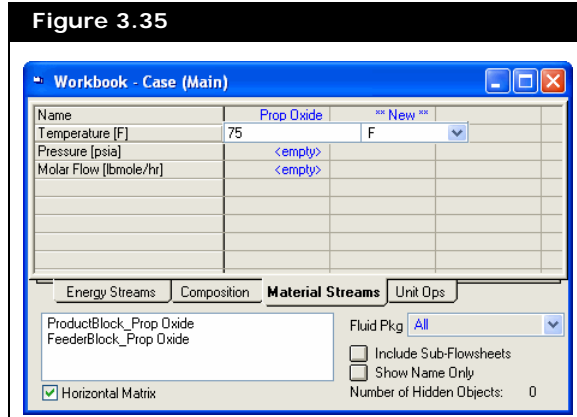 Figure 3.35
Workbook - Case (Main)
Name Prop Oxide ** New **
Temperature [F] 75 F
Pressure [psia] <empty>
Molar Flow [lbmole/hr] <empty>
Energy Streams Composition Material Streams Unit Ops
ProductBlock_Prop Oxide
FeederBlock_Prop Oxide
Fluid Pkg All
Include Sub-Flowsheets
Show Name Only
Horizontal Matrix
Number of Hidden Objects: 0